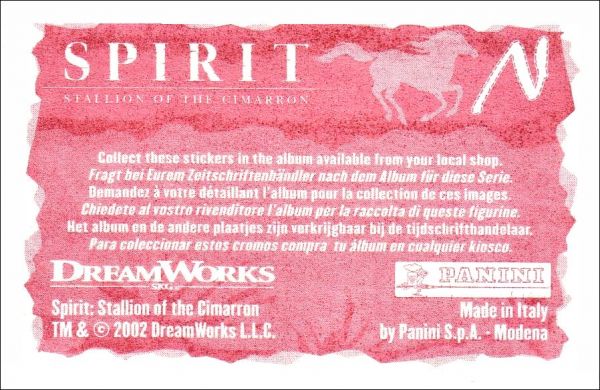 SPIRIT
STALLION OF THE CIMARRON
N
Collect these stickers in the album available from your local shop.
Fragt bei Eurem Zeitschriftenhändler nach dem Album für diese Serie.
Demandez à votre détaillant l'album pour la collection de ces images.
Chiedete al vostro rivenditore l'album per la raccolta di queste figurine.
Het album en de andere plaatjes zijn verkrijgbaar bij de tijdschrifthandelaar.
Para coleccionar estos cromos compra tu álbum en cualquier kiosco.
DREAMWORKS
SKG
PANINI
Spirit: Stallion of the Cimarron
TM & © 2002 DreamWorks L.L.C.
Made in Italy
by Panini S.p.A. - Modena